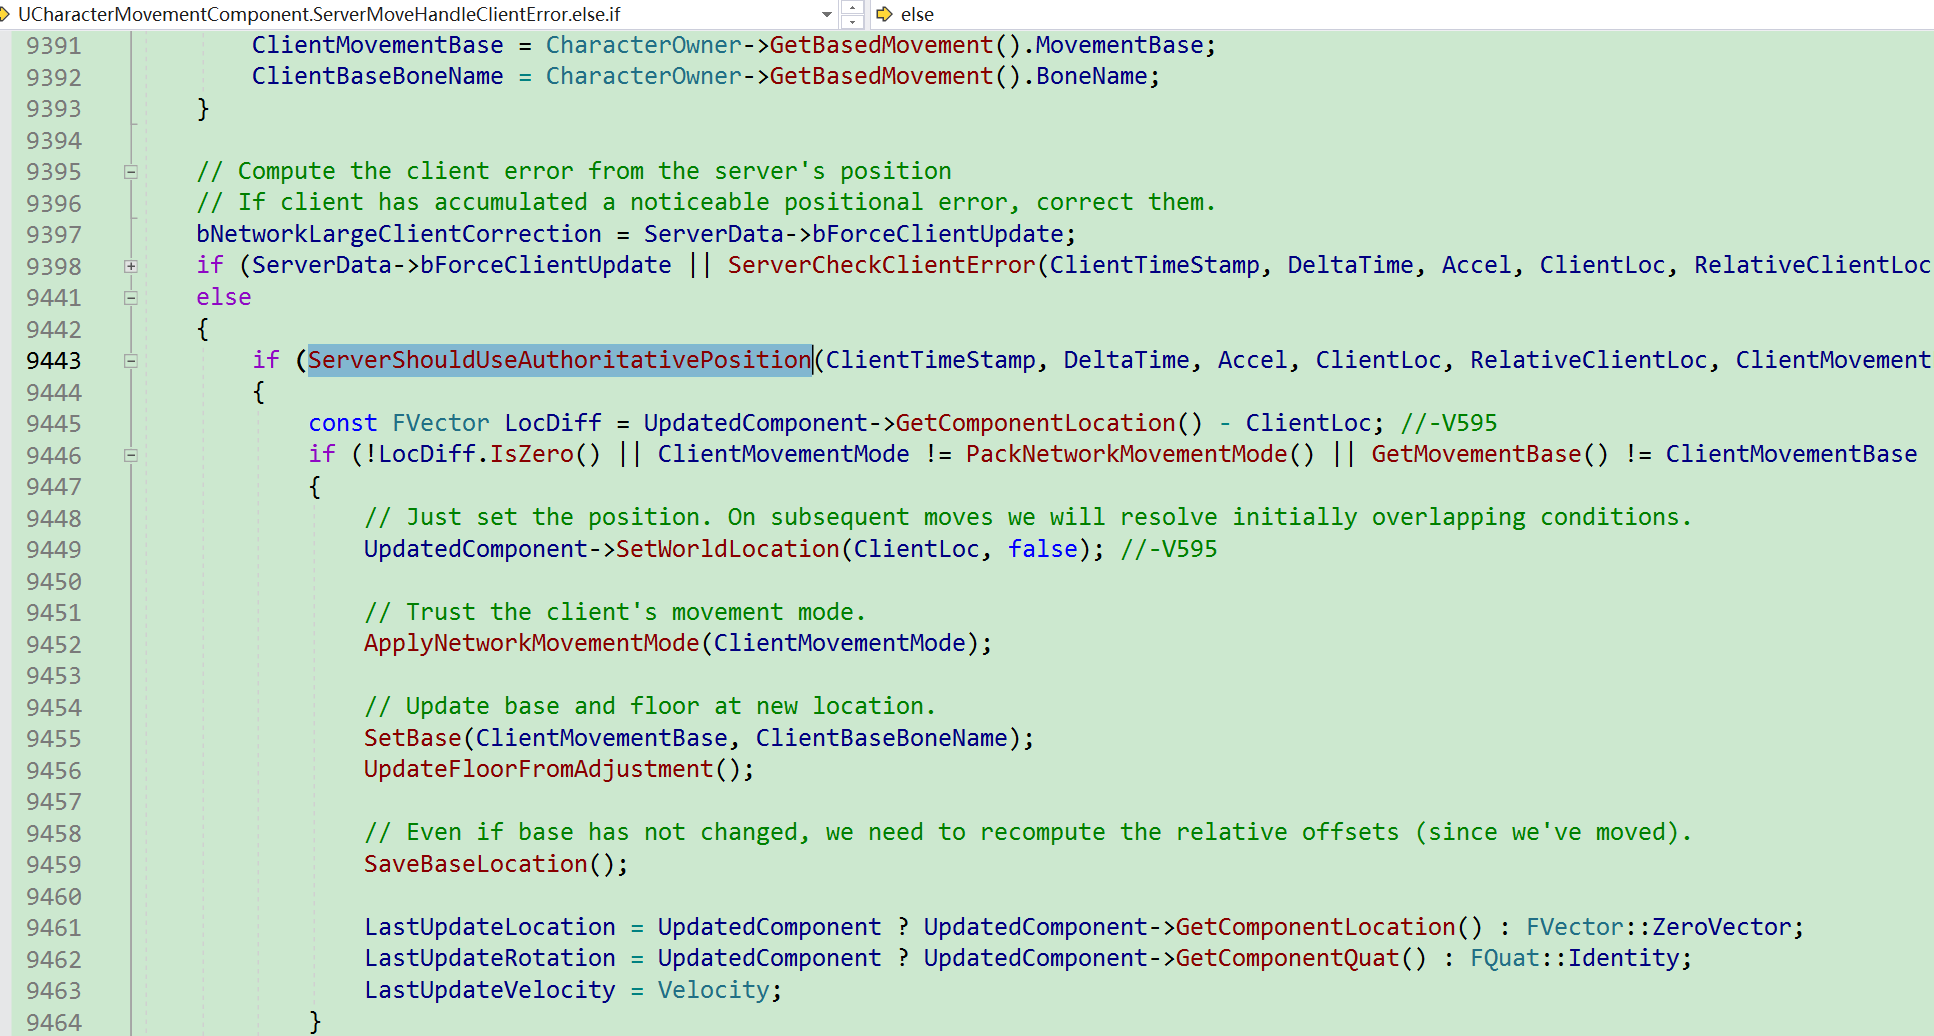 UCharacterMovementComponent.ServerMoveHandleClientError.else.if else
9391 ClientMovementBase = CharacterOwner->GetBasedMovement().MovementBase;
9392 ClientBaseBoneName = CharacterOwner->GetBasedMovement().BoneName;
9393 }
9394
9395 // Compute the client error from the server's position
9396 // If client has accumulated a noticeable positional error, correct them.
9397 bNetworkLargeClientCorrection = ServerData->bForceClientUpdate;
9398 if (ServerData->bForceClientUpdate || ServerCheckClientError(ClientTimeStamp, DeltaTime, Accel, ClientLoc, RelativeClientLoc
9441 else
9442 {
9443 if (ServerShouldUseAuthoritativePosition(ClientTimeStamp, DeltaTime, Accel, ClientLoc, RelativeClientLoc, ClientMovement
9444 {
9445 const FVector LocDiff = UpdatedComponent->GetComponentLocation() - ClientLoc; //-V595
9446 if (!LocDiff.IsZero() || ClientMovementMode != PackNetworkMovementMode() || GetMovementBase() != ClientMovementBase
9447 {
9448 // Just set the position. On subsequent moves we will resolve initially overlapping conditions.
9449 UpdatedComponent->SetWorldLocation(ClientLoc, false); //-V595
9450
9451 // Trust the client's movement mode.
9452 ApplyNetworkMovementMode(ClientMovementMode);
9453
9454 // Update base and floor at new location.
9455 SetBase(ClientMovementBase, ClientBaseBoneName);
9456 UpdateFloorFromAdjustment();
9457
9458 // Even if base has not changed, we need to recompute the relative offsets (since we've moved).
9459 SaveBaseLocation();
9460
9461 LastUpdateLocation = UpdatedComponent ? UpdatedComponent->GetComponentLocation() : FVector::ZeroVector;
9462 LastUpdateRotation = UpdatedComponent ? UpdatedComponent->GetComponentQuat() : FQuat::Identity;
9463 LastUpdateVelocity = Velocity;
9464 }